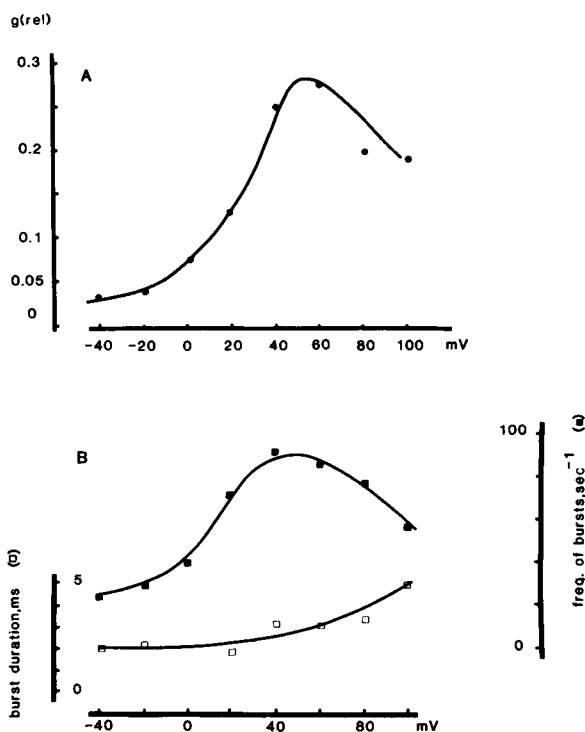 g(rel)
A
0.3
0.2
0.1
0.05
0
-40 -20 0 20 40 60 80 100 mV
B
100
freq. of bursts,sec⁻¹ (■)
burst duration,ms (□)
5
0
0
-40 0 40 80 mV